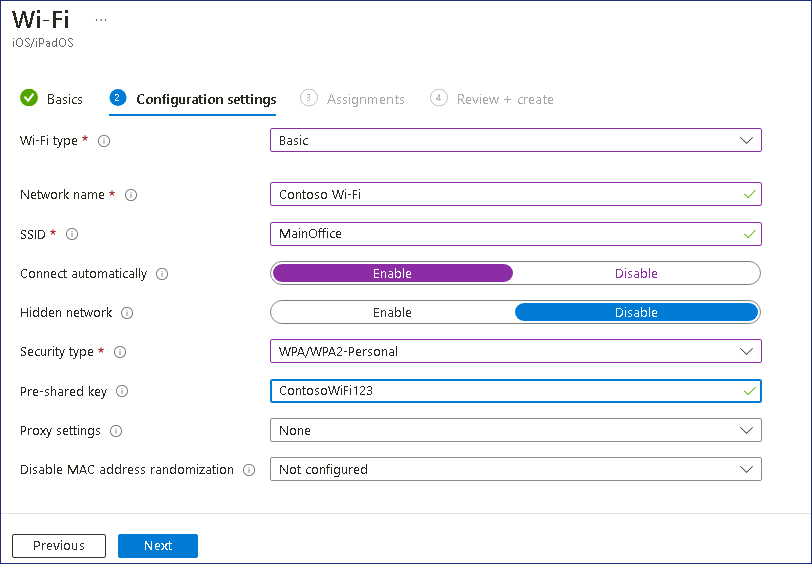 Wi-Fi ...
iOS/iPadOS
Basics 2 Configuration settings 3 Assignments 4 Review + create
Wi-Fi type * Basic
Network name * Contoso Wi-Fi
SSID * MainOffice
Connect automatically Enable Disable
Hidden network Enable Disable
Security type * WPA/WPA2-Personal
Pre-shared key ContosoWiFi123
Proxy settings None
Disable MAC address randomization Not configured
Previous Next